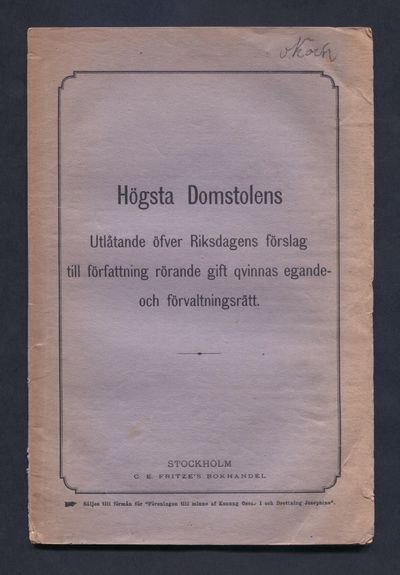 v Koch
Högsta Domstolens
Utlåtande öfver Riksdagens förslag
till författning rörande gift qvinnas egande-
och förvaltningsrätt.
STOCKHOLM
C. E. FRITZE'S BOKHANDEL
Säljes till förmån för "Föreningen till minne af Konung Oscar I och Drottning Josephina".